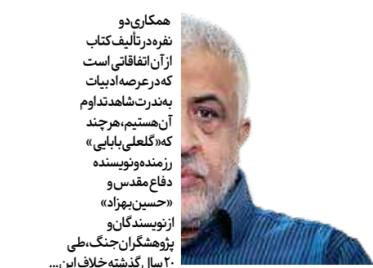 همکاری دو
نفره در تألیف کتاب
از آن اتفاقاتی است
که در عرصه ادبیات
به‌ندرت شاهد تداوم
آن هستیم، هر چند
که «گلعلی بابایی»
رزمنده و نویسنده
دفاع مقدس و
«حسین بهزاد»
از نویسندگان و
پژوهشگران جنگ، طی
۲۰ سال گذشته خلاف این...